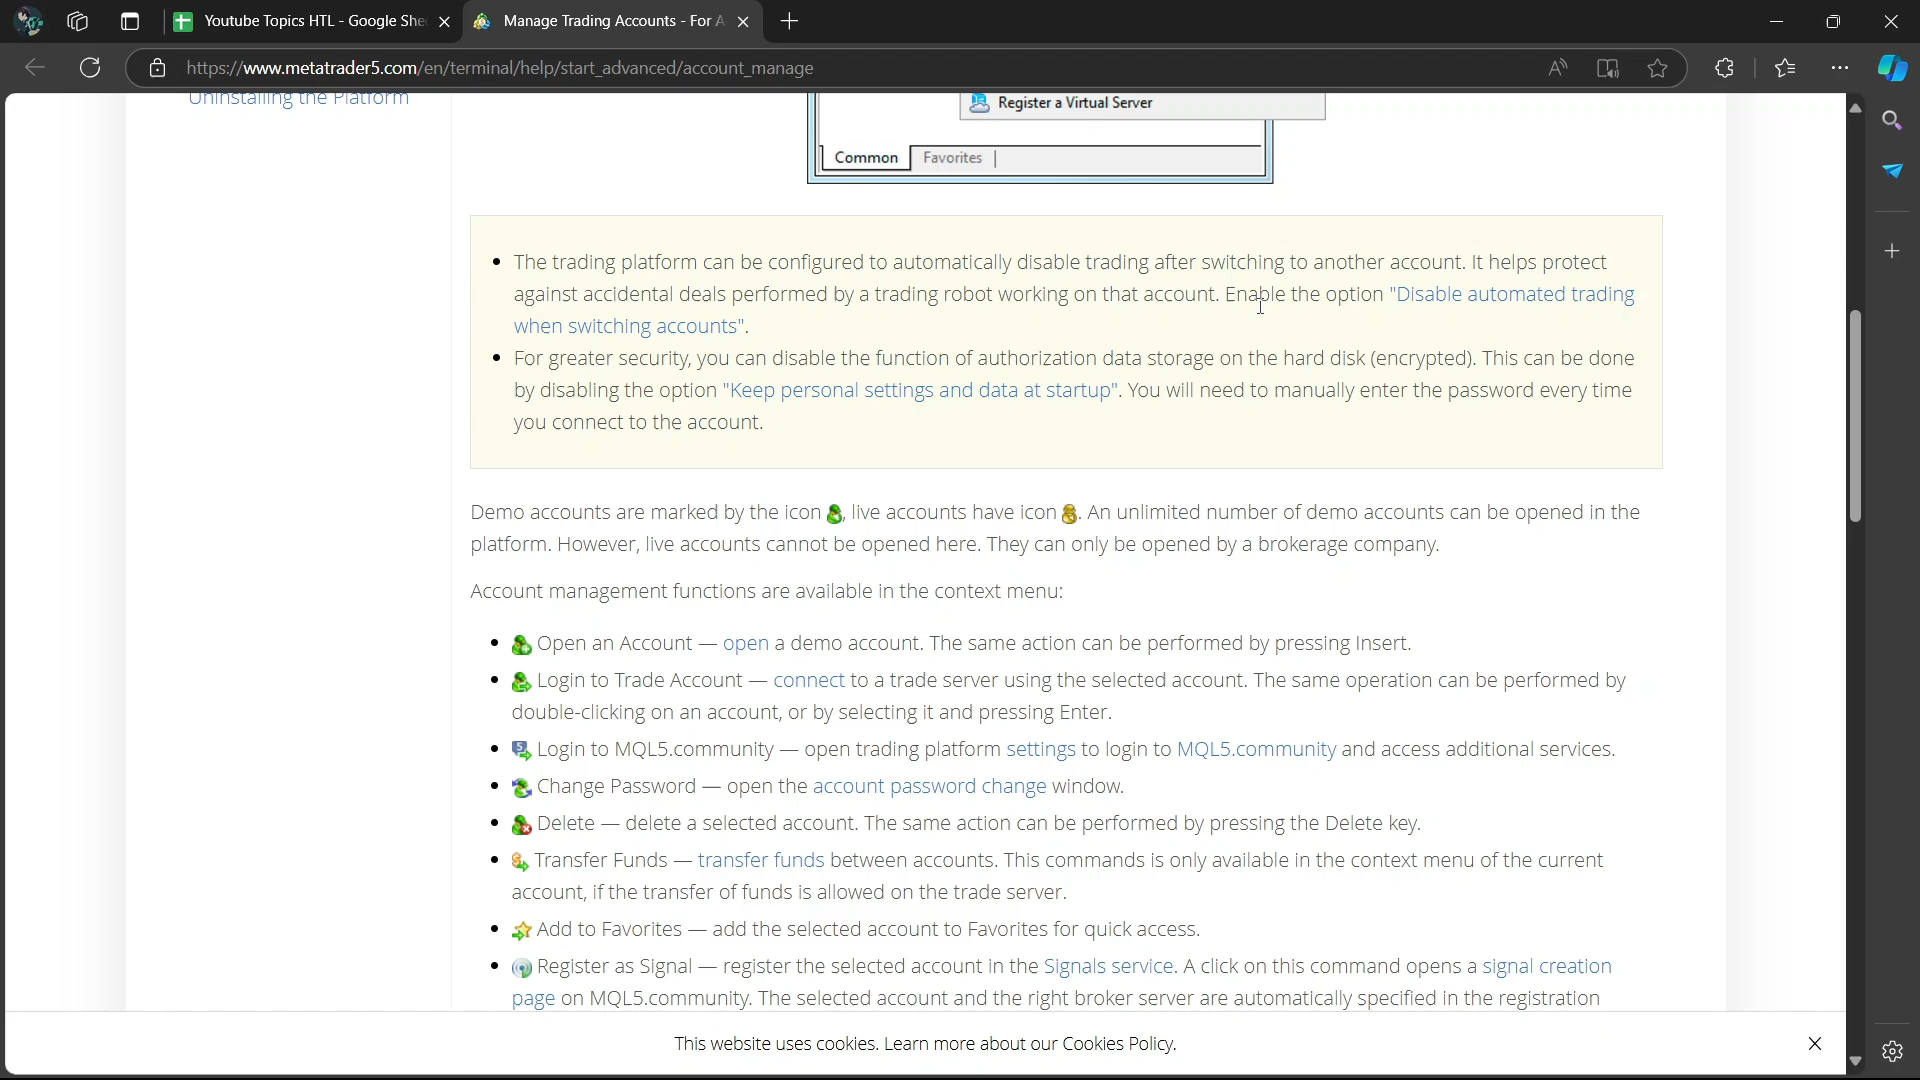 Youtube Topics HTL - Google She
Manage Trading Accounts - For A
https://www.metatrader5.com/en/terminal/help/start_advanced/account_manage
Uninstalling the Platform
Register a Virtual Server
Common
Favorites
The trading platform can be configured to automatically disable trading after switching to another account. It helps protect
against accidental deals performed by a trading robot working on that account. Enable the option "Disable automated trading
when switching accounts".
For greater security, you can disable the function of authorization data storage on the hard disk (encrypted). This can be done
by disabling the option "Keep personal settings and data at startup". You will need to manually enter the password every time
you connect to the account.
Demo accounts are marked by the icon , live accounts have icon . An unlimited number of demo accounts can be opened in the
platform. However, live accounts cannot be opened here. They can only be opened by a brokerage company.
Account management functions are available in the context menu:
Open an Account — open a demo account. The same action can be performed by pressing Insert.
Login to Trade Account — connect to a trade server using the selected account. The same operation can be performed by
double-clicking on an account, or by selecting it and pressing Enter.
Login to MQL5.community — open trading platform settings to login to MQL5.community and access additional services.
Change Password — open the account password change window.
Delete — delete a selected account. The same action can be performed by pressing the Delete key.
Transfer Funds — transfer funds between accounts. This commands is only available in the context menu of the current
account, if the transfer of funds is allowed on the trade server.
Add to Favorites — add the selected account to Favorites for quick access.
Register as Signal — register the selected account in the Signals service. A click on this command opens a signal creation
page on MQL5.community. The selected account and the right broker server are automatically specified in the registration
This website uses cookies. Learn more about our Cookies Policy.